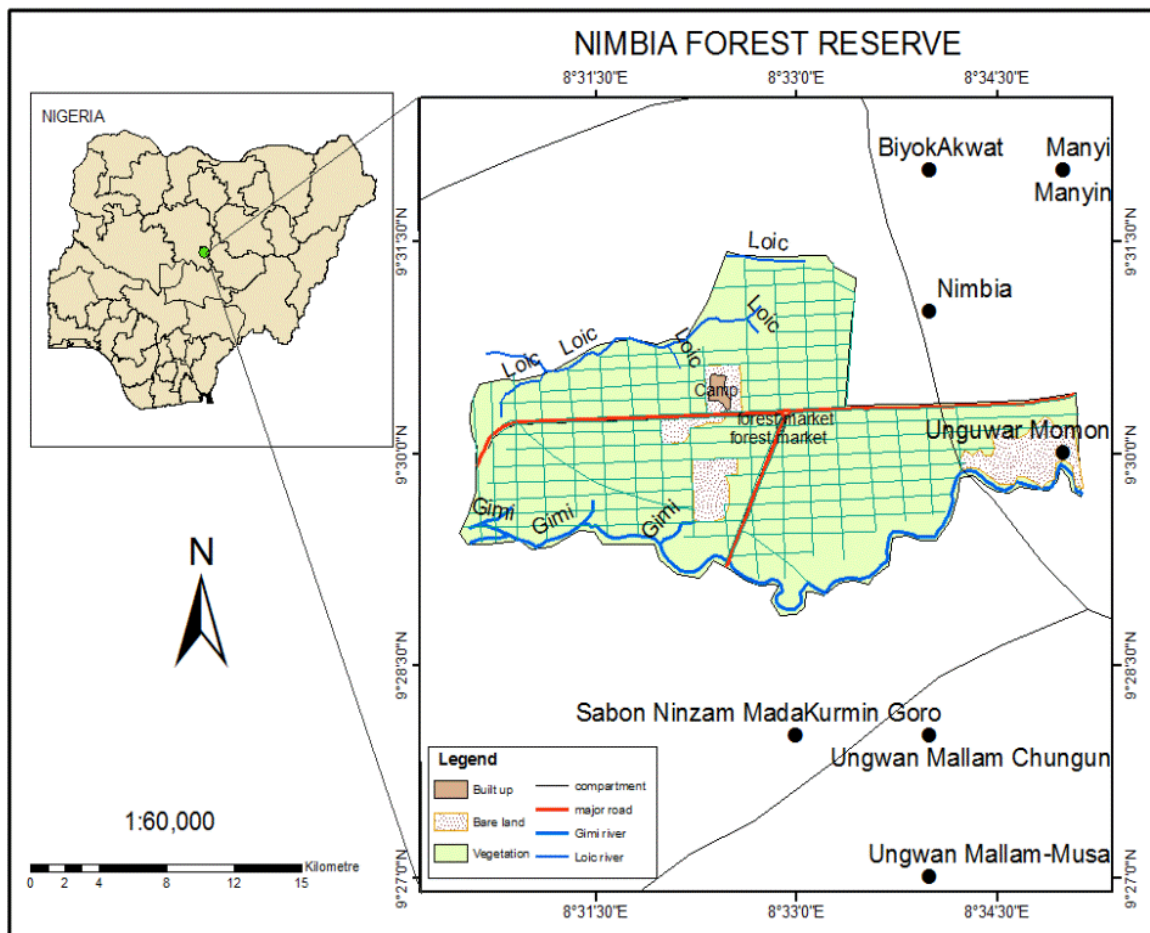 NIMBIA FOREST RESERVE
8°31'30"E 8°33'0"E 8°34'30"E
NIGERIA
BiyokAkwat Manyi
Manyin
9°31'30"N 9°31'30"N
Loic
Nimbia
Loic
Loic
Loic
Loic
Camp
forest market
forest market
Unguwar Momon
9°30'0"N 9°30'0"N
Gimi
Gimi
Gimi
N
9°28'30"N 9°28'30"N
Sabon Ninzam MadaKurmin Goro
Ungwan Mallam Chungun
Legend
Built up
Bare land
Vegetation
compartment
major road
Gimi river
Loic river
1:60,000
Kilometre
0 2 4 8 12 15
Ungwan Mallam-Musa
9°27'0"N 9°27'0"N
8°31'30"E 8°33'0"E 8°34'30"E